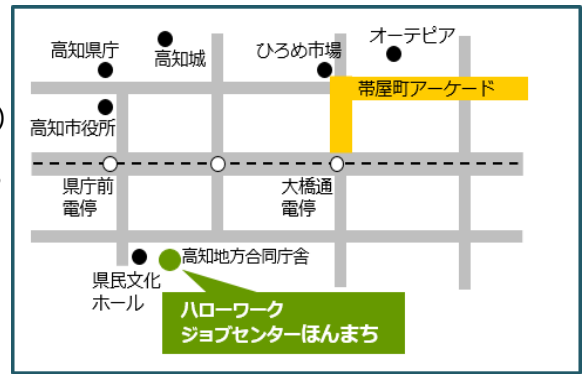 オーテピア
高知県庁
高知城
ひろめ市場
帯屋町アーケード
高知市役所
県庁前
電停
大橋通
電停
高知地方合同庁舎
県民文化
ホール
ハローワーク
ジョブセンターほんまち
)